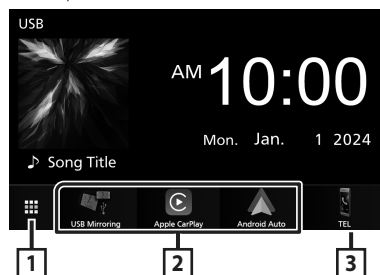 USB
AM 10:00
Mon. Jan. 1 2024
♪ Song Title
USB Mirroring Apple CarPlay Android Auto TEL
1 2 3